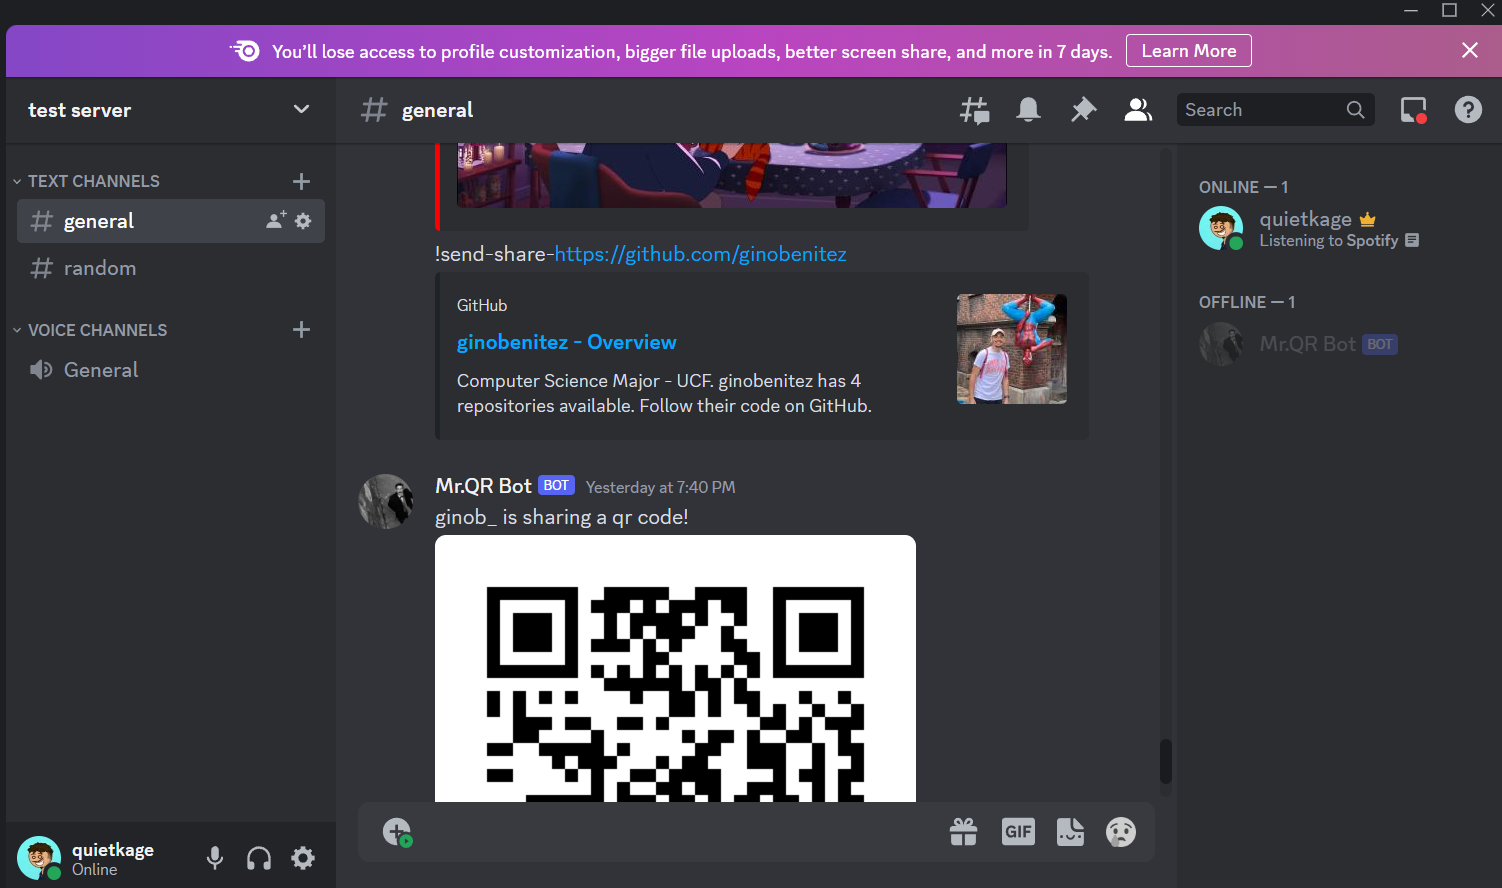 You'll lose access to profile customization, bigger file uploads, better screen share, and more in 7 days.
Learn More
test server
general
Search
TEXT CHANNELS
general
random
VOICE CHANNELS
General
!send-share-https://github.com/ginobenitez
GitHub
ginobenitez - Overview
Computer Science Major - UCF. ginobenitez has 4
repositories available. Follow their code on GitHub.
Mr.QR Bot BOT Yesterday at 7:40 PM
ginob_ is sharing a qr code!
GIF
ONLINE — 1
quietkage
Listening to Spotify
OFFLINE — 1
Mr.QR Bot BOT
quietkage
Online